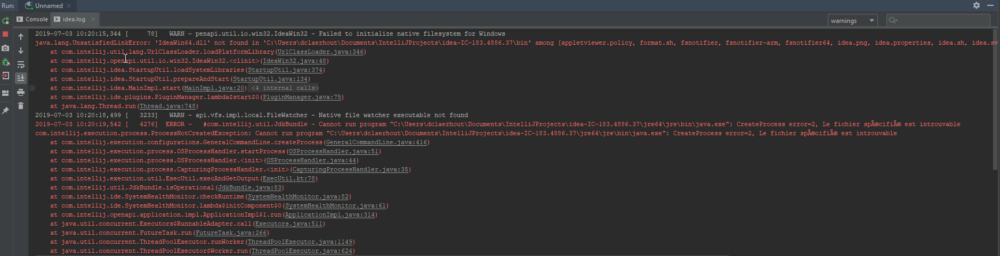 Run: Unnamed
Console idea.log warnings
2019-07-03 10:20:15,344 [     78]   WARN - penapi.util.io.win32.IdeaWin32 - Failed to initialize native filesystem for Windows
java.lang.UnsatisfiedLinkError: 'IdeaWin64.dll' not found in 'C:\Users\dclaerhout\Documents\IntelliJProjects\idea-IC-183.4886.37\bin' among [appletviewer.policy, format.sh, fsnotifier, fsnotifier-arm, fsnotifier64, idea.png, idea.properties, idea.sh, idea.sv
at com.intellij.util.lang.UrlClassLoader.loadPlatformLibrary(UrlClassLoader.java:346)
at com.intellij.openapi.util.io.win32.IdeaWin32.<clinit>(IdeaWin32.java:48)
at com.intellij.idea.StartupUtil.loadSystemLibraries(StartupUtil.java:374)
at com.intellij.idea.StartupUtil.prepareAndStart(StartupUtil.java:134)
at com.intellij.idea.MainImpl.start(MainImpl.java:20) <4 internal calls>
at com.intellij.ide.plugins.PluginManager.lambda$start$0(PluginManager.java:75)
at java.lang.Thread.run(Thread.java:748)
2019-07-03 10:20:18,499 [   3233]   WARN - api.vfs.impl.local.FileWatcher - Native file watcher executable not found
2019-07-03 10:20:19,542 [   4276]  ERROR -   #com.intellij.util.JdkBundle - Cannot run program "C:\Users\dclaerhout\Documents\IntelliJProjects\idea-IC-183.4886.37\jre64\jre\bin\java.exe": CreateProcess error=2, Le fichier spÃ©cifiÃ© est introuvable
com.intellij.execution.process.ProcessNotCreatedException: Cannot run program "C:\Users\dclaerhout\Documents\IntelliJProjects\idea-IC-183.4886.37\jre64\jre\bin\java.exe": CreateProcess error=2, Le fichier spÃ©cifiÃ© est introuvable
at com.intellij.execution.configurations.GeneralCommandLine.createProcess(GeneralCommandLine.java:416)
at com.intellij.execution.process.OSProcessHandler.startProcess(OSProcessHandler.java:51)
at com.intellij.execution.process.OSProcessHandler.<init>(OSProcessHandler.java:44)
at com.intellij.execution.process.CapturingProcessHandler.<init>(CapturingProcessHandler.java:35)
at com.intellij.execution.util.ExecUtil.execAndGetOutput(ExecUtil.kt:78)
at com.intellij.util.JdkBundle.isOperational(JdkBundle.java:83)
at com.intellij.ide.SystemHealthMonitor.checkRuntime(SystemHealthMonitor.java:82)
at com.intellij.ide.SystemHealthMonitor.lambda$initComponent$0(SystemHealthMonitor.java:61)
at com.intellij.openapi.application.impl.ApplicationImpl$1.run(ApplicationImpl.java:314)
at java.util.concurrent.Executors$RunnableAdapter.call(Executors.java:511)
at java.util.concurrent.FutureTask.run(FutureTask.java:266)
at java.util.concurrent.ThreadPoolExecutor.runWorker(ThreadPoolExecutor.java:1149)
at java.util.concurrent.ThreadPoolExecutor$Worker.run(ThreadPoolExecutor.java:624)